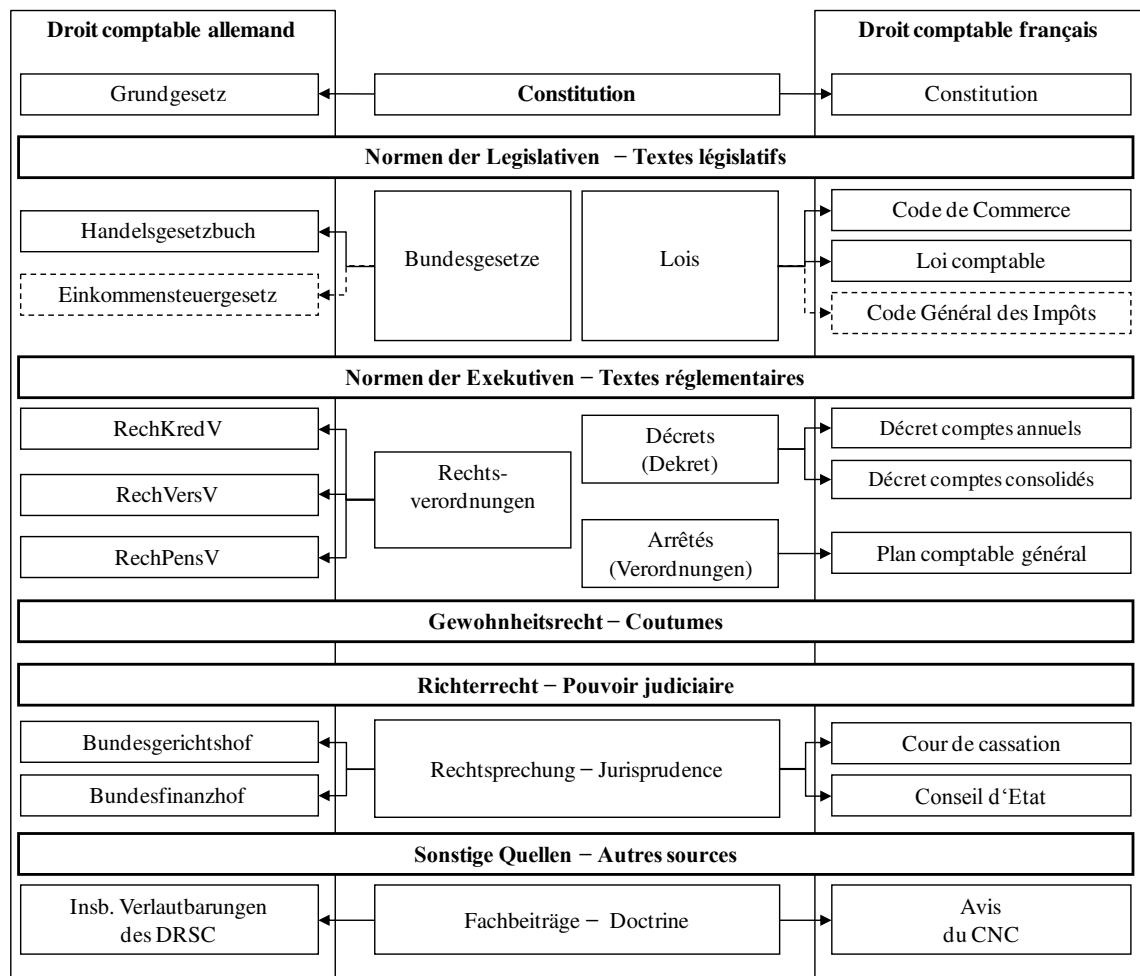 Droit comptable allemand
Droit comptable français
Grundgesetz
Constitution
Constitution
Normen der Legislativen – Textes législatifs
Handelsgesetzbuch
Einkommensteuergesetz
Bundesgesetze
Lois
Code de Commerce
Loi comptable
Code Général des Impôts
Normen der Exekutiven – Textes réglementaires
RechKredV
RechVersV
RechPensV
Rechts-
verordnungen
Décrets
(Dekret)
Arrêtés
(Verordnungen)
Décret comptes annuels
Décret comptes consolidés
Plan comptable général
Gewohnheitsrecht – Coutumes
Richterrecht – Pouvoir judiciaire
Bundesgerichtshof
Bundesfinanzhof
Rechtsprechung – Jurisprudence
Cour de cassation
Conseil d‘Etat
Sonstige Quellen – Autres sources
Insb. Verlautbarungen
des DRSC
Fachbeiträge – Doctrine
Avis
du CNC